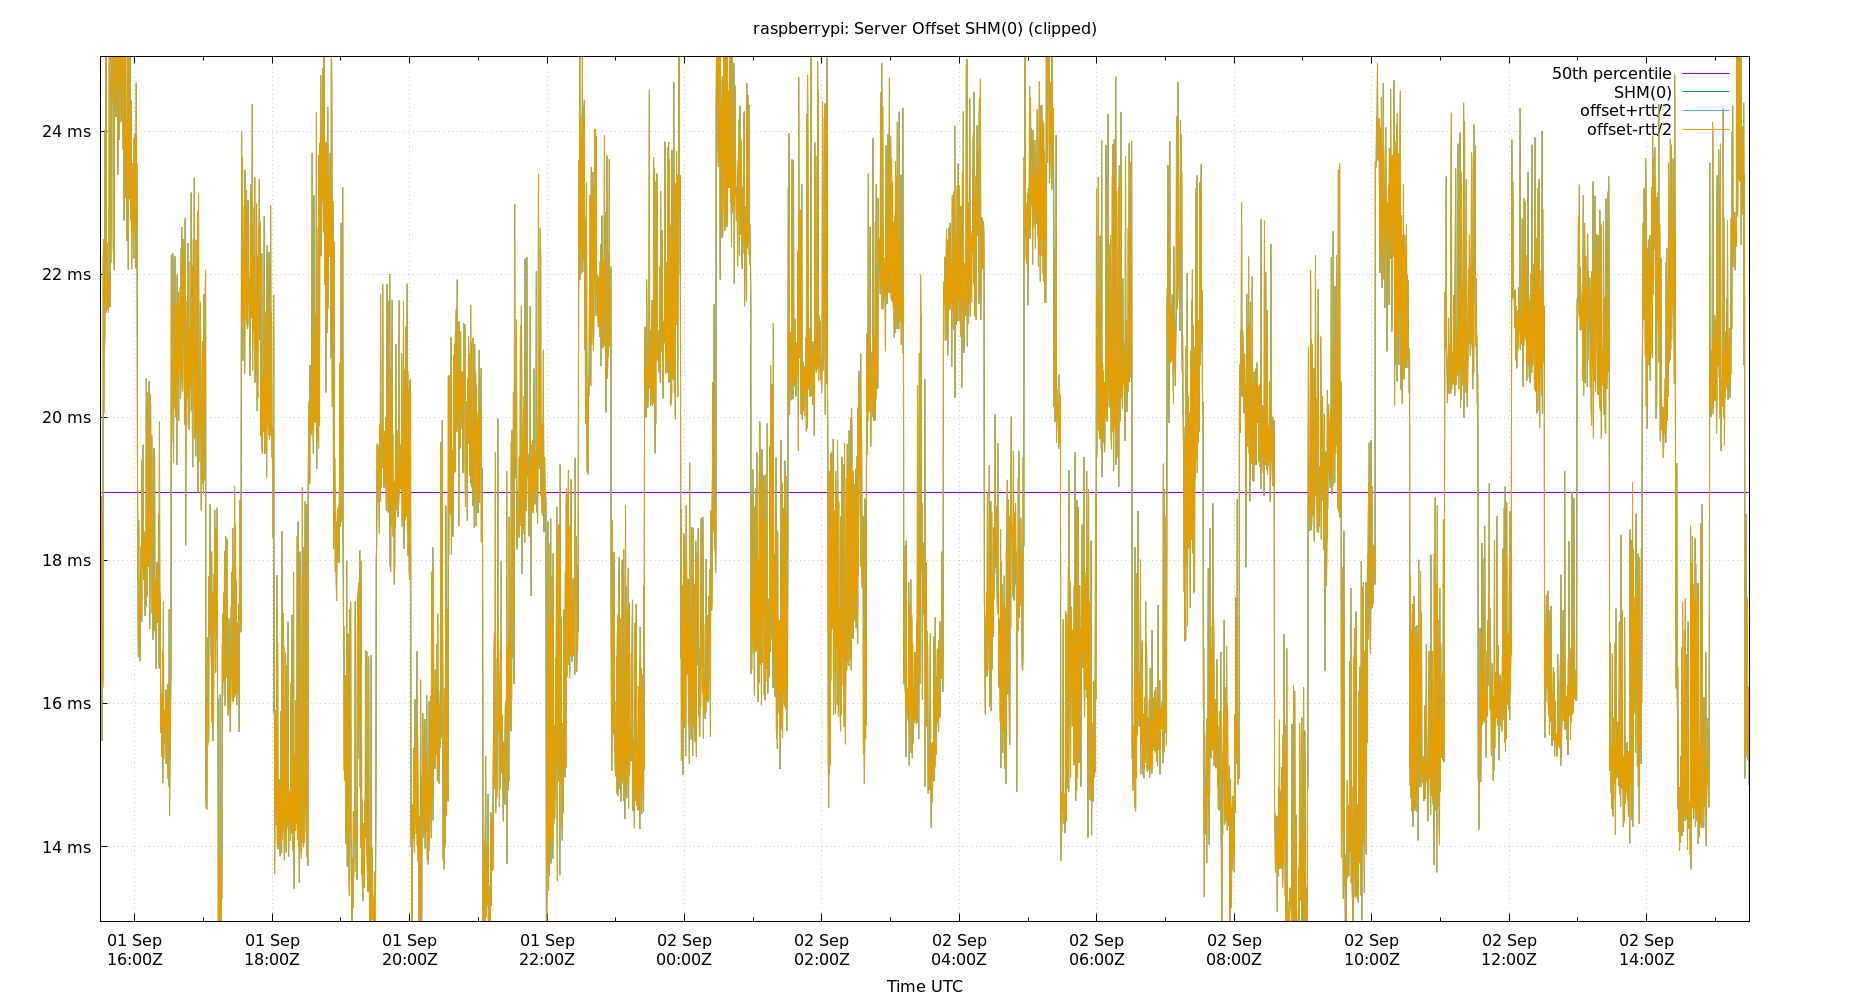 raspberrypi: Server Offset SHM(0) (clipped)
50th percentile
SHM(0)
offset+rtt/2
offset-rtt/2
24 ms
22 ms
20 ms
18 ms
16 ms
14 ms
01 Sep 01 Sep 01 Sep 01 Sep 02 Sep 02 Sep 02 Sep 02 Sep 02 Sep 02 Sep 02 Sep 02 Sep
16:00Z 18:00Z 20:00Z 22:00Z 00:00Z 02:00Z 04:00Z 06:00Z 08:00Z 10:00Z 12:00Z 14:00Z
Time UTC